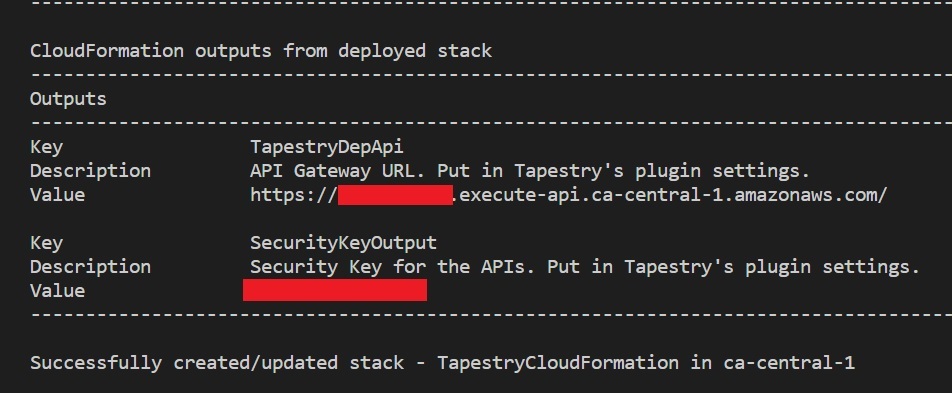 --------------------------------------------------------------------------------
CloudFormation outputs from deployed stack
--------------------------------------------------------------------------------
Outputs
--------------------------------------------------------------------------------
Key TapestryDepApi
Description API Gateway URL. Put in Tapestry's plugin settings.
Value https:// .execute-api.ca-central-1.amazonaws.com/
Key SecurityKeyOutput
Description Security Key for the APIs. Put in Tapestry's plugin settings.
Value
--------------------------------------------------------------------------------
Successfully created/updated stack - TapestryCloudFormation in ca-central-1